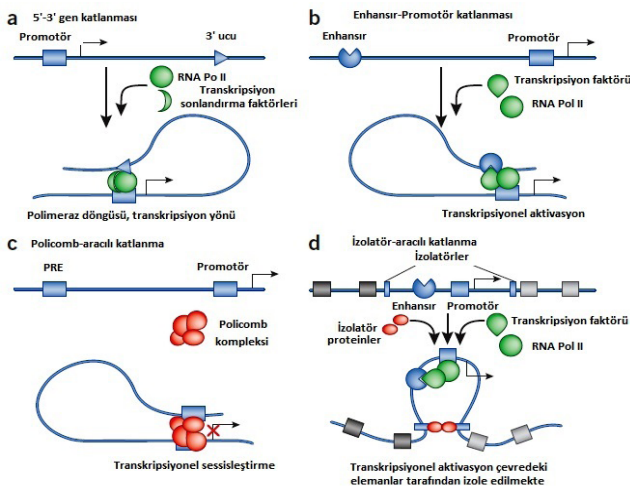 a
5'-3' gen katlanması
Promotör
3' ucu
RNA Po II
Transkripsiyon
sonlandırma faktörleri
Polimeraz döngüsü, transkripsiyon yönü
b
Enhansır-Promotör katlanması
Enhansır
Promotör
Transkripsiyon faktörü
RNA Pol II
Transkripsiyonel aktivasyon
c
Policomb-aracılı katlanma
PRE
Promotör
Policomb
kompleksi
Transkripsiyonel sessisleştirme
d
İzolatör-aracılı katlanma
İzolatörler
Enhansır
Promotör
İzolatör
proteinler
Transkripsiyon faktörü
RNA Pol II
Transkripsiyonel aktivasyon çevredeki
elemanlar tarafından izole edilmekte